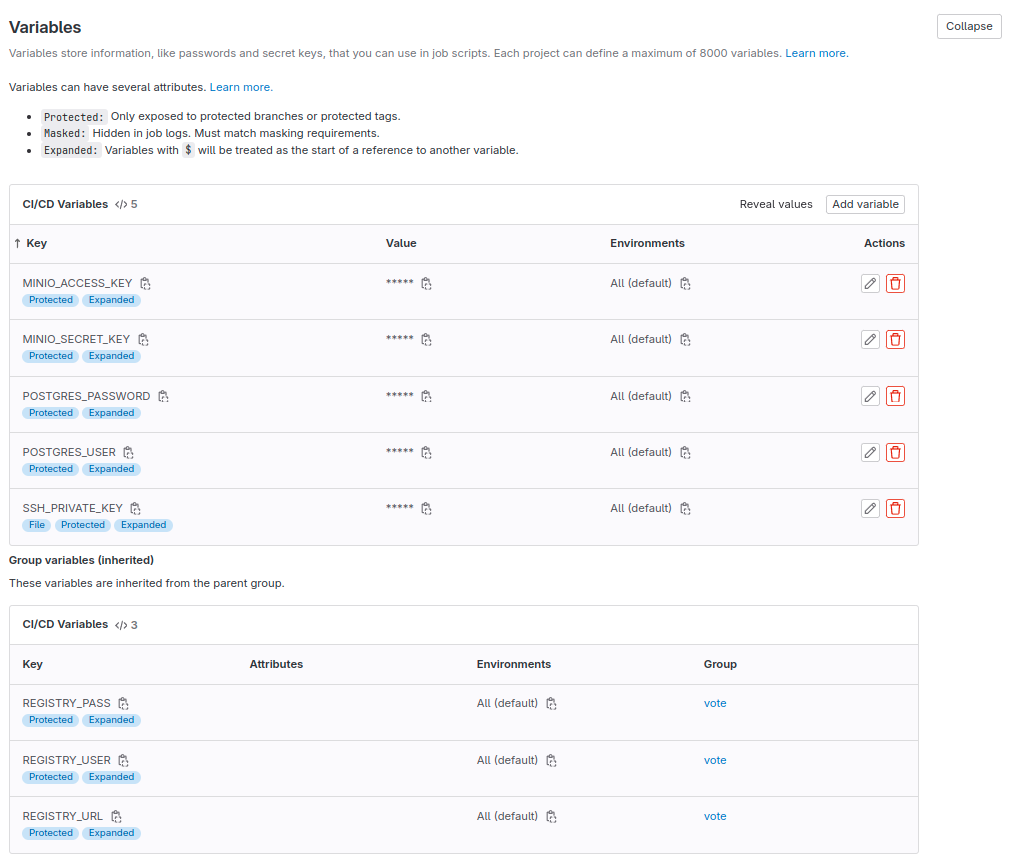 Variables
Collapse
Variables store information, like passwords and secret keys, that you can use in job scripts. Each project can define a maximum of 8000 variables. Learn more.
Variables can have several attributes. Learn more.
• Protected: Only exposed to protected branches or protected tags.
• Masked: Hidden in job logs. Must match masking requirements.
• Expanded: Variables with $ will be treated as the start of a reference to another variable.
CI/CD Variables </> 5 Reveal values Add variable
↑ Key Value Environments Actions
MINIO_ACCESS_KEY ***** All (default)
Protected Expanded
MINIO_SECRET_KEY ***** All (default)
Protected Expanded
POSTGRES_PASSWORD ***** All (default)
Protected Expanded
POSTGRES_USER ***** All (default)
Protected Expanded
SSH_PRIVATE_KEY ***** All (default)
File Protected Expanded
Group variables (inherited)
These variables are inherited from the parent group.
CI/CD Variables </> 3
Key Attributes Environments Group
REGISTRY_PASS All (default) vote
Protected Expanded
REGISTRY_USER All (default) vote
Protected Expanded
REGISTRY_URL All (default) vote
Protected Expanded